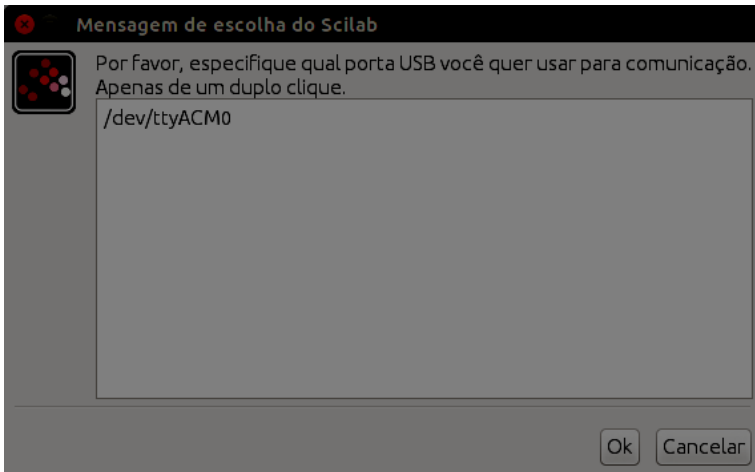 Mensagem de escolha do Scilab
Por favor, especifique qual porta USB você quer usar para comunicação.
Apenas de um duplo clique.
/dev/ttyACM0
Ok Cancelar